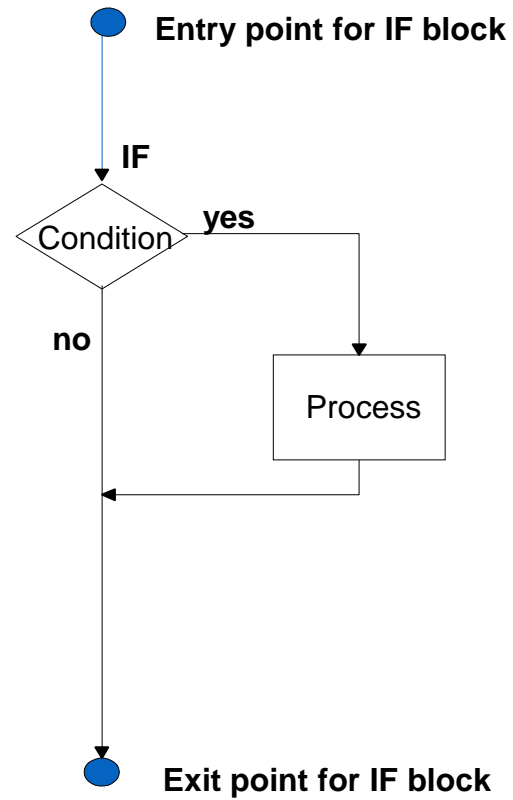 Entry point for IF block
IF
Condition
yes
no
Process
Exit point for IF block